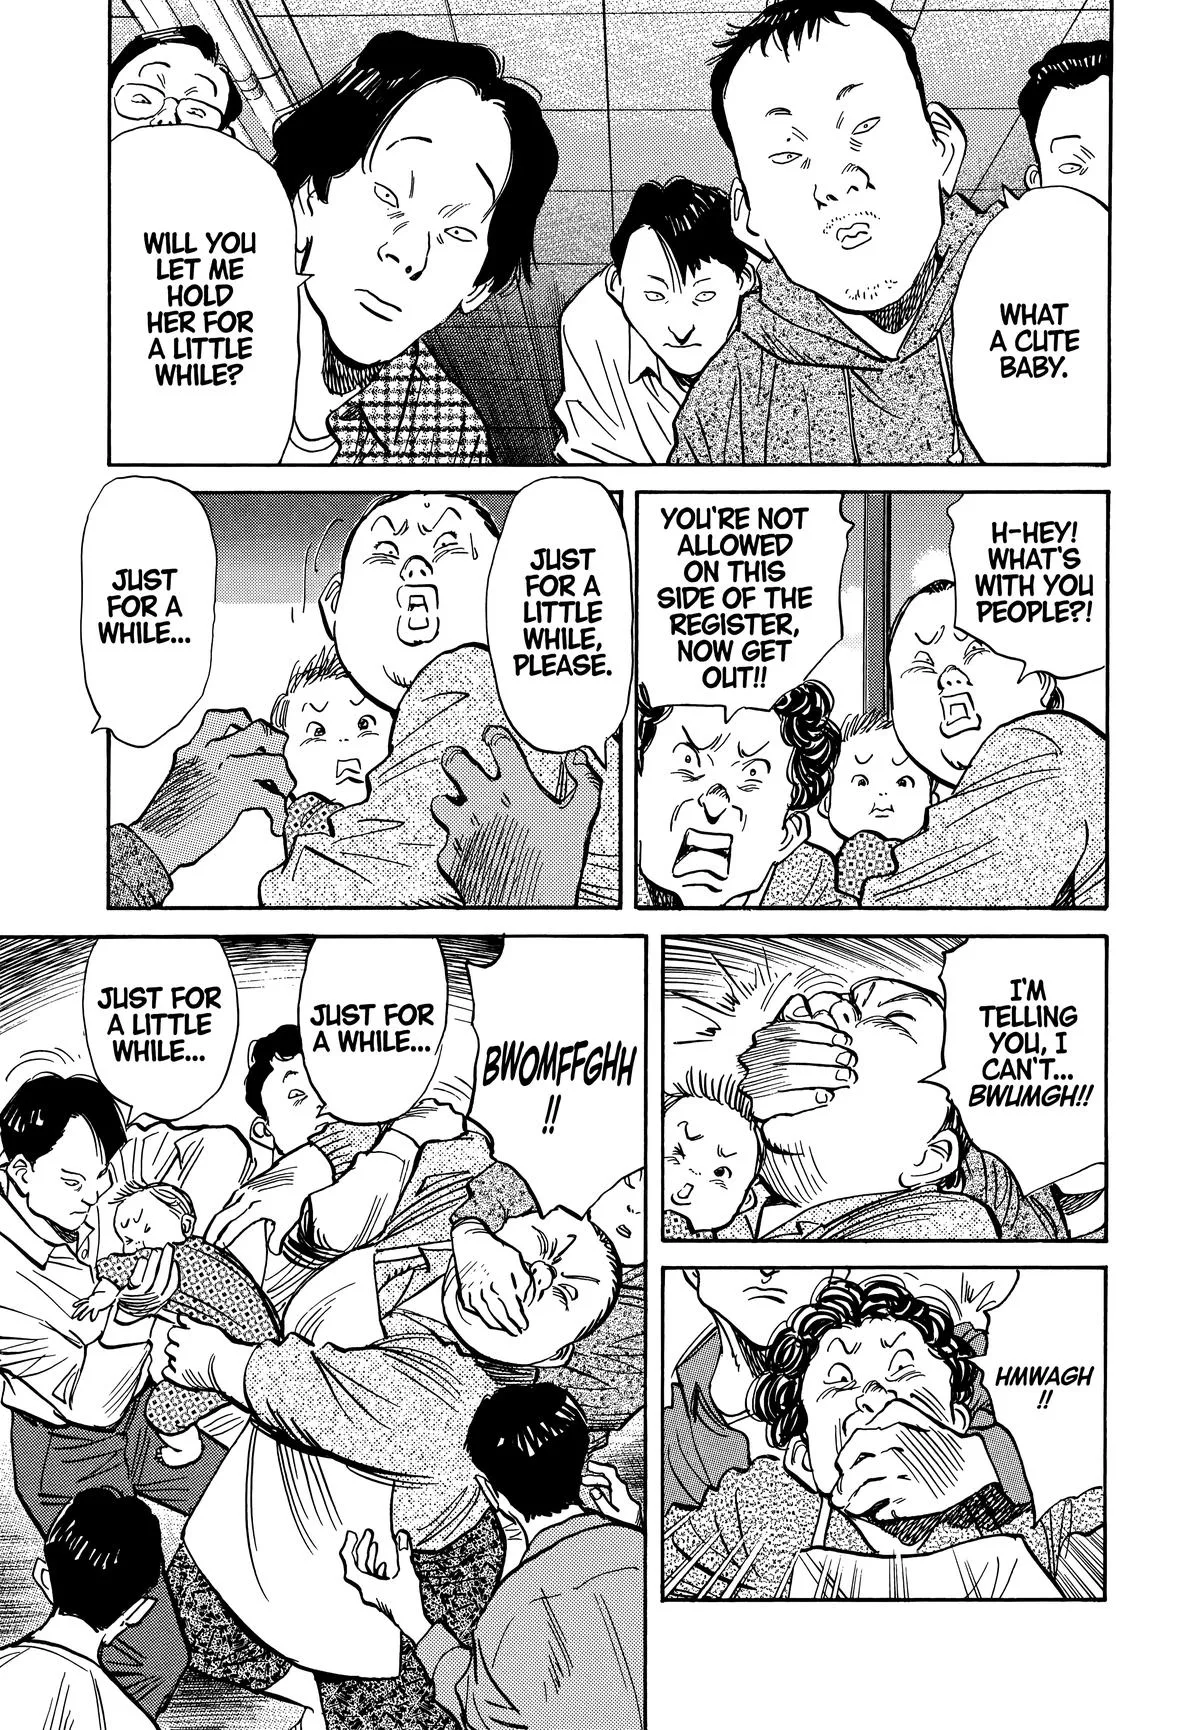 WHAT
A CUTE
BABY.
WILL YOU
LET ME
HOLD
HER FOR
A LITTLE
WHILE?
H-HEY!
WHAT'S
WITH YOU
PEOPLE?!
YOU'RE NOT
ALLOWED
ON THIS
SIDE OF THE
REGISTER,
NOW GET
OUT!!
JUST
FOR A
LITTLE
WHILE,
PLEASE.
JUST
FOR A
WHILE...
I'M
TELLING
YOU, I
CAN'T...
BWUMGH!!
HMWAGH
!!
BWOMFFGHH
!!
JUST FOR
A WHILE...
JUST FOR
A LITTLE
WHILE...